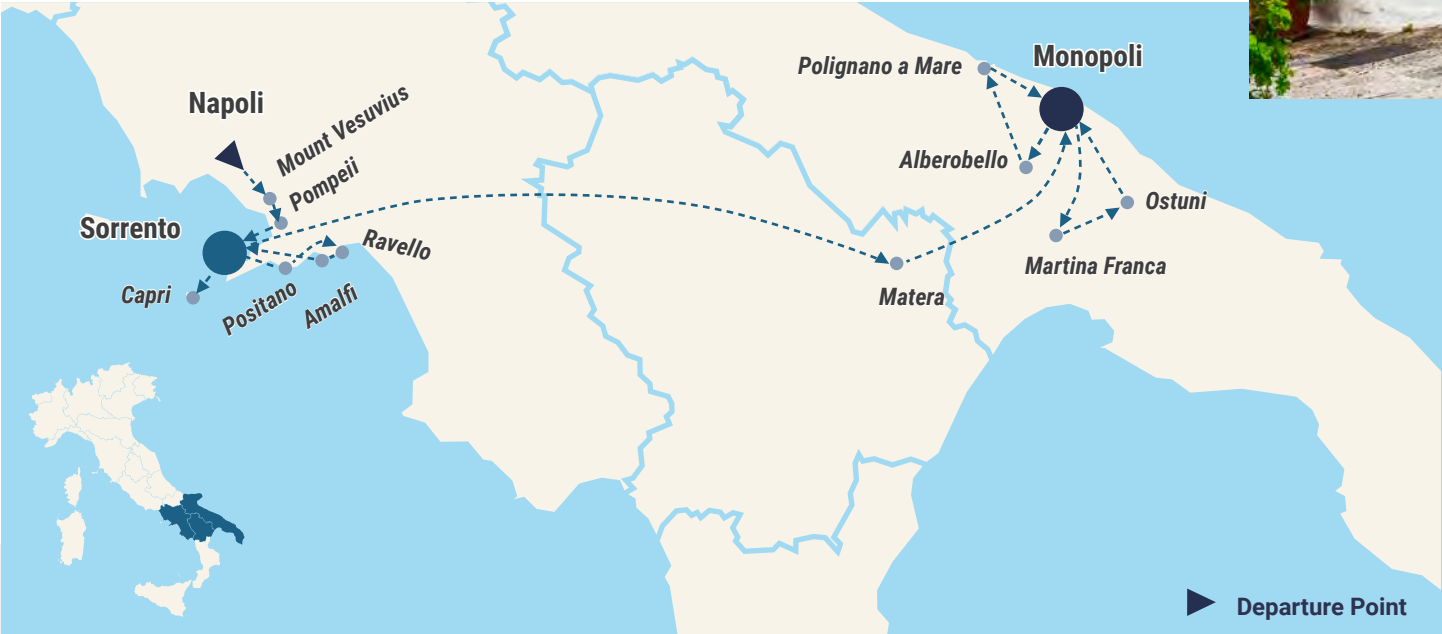 Polignano a Mare
Monopoli
Napoli
Mount Vesuvius
Pompeii
Alberobello
Ostuni
Sorrento
Ravello
Martina Franca
Capri
Positano
Amalfi
Matera
Departure Point